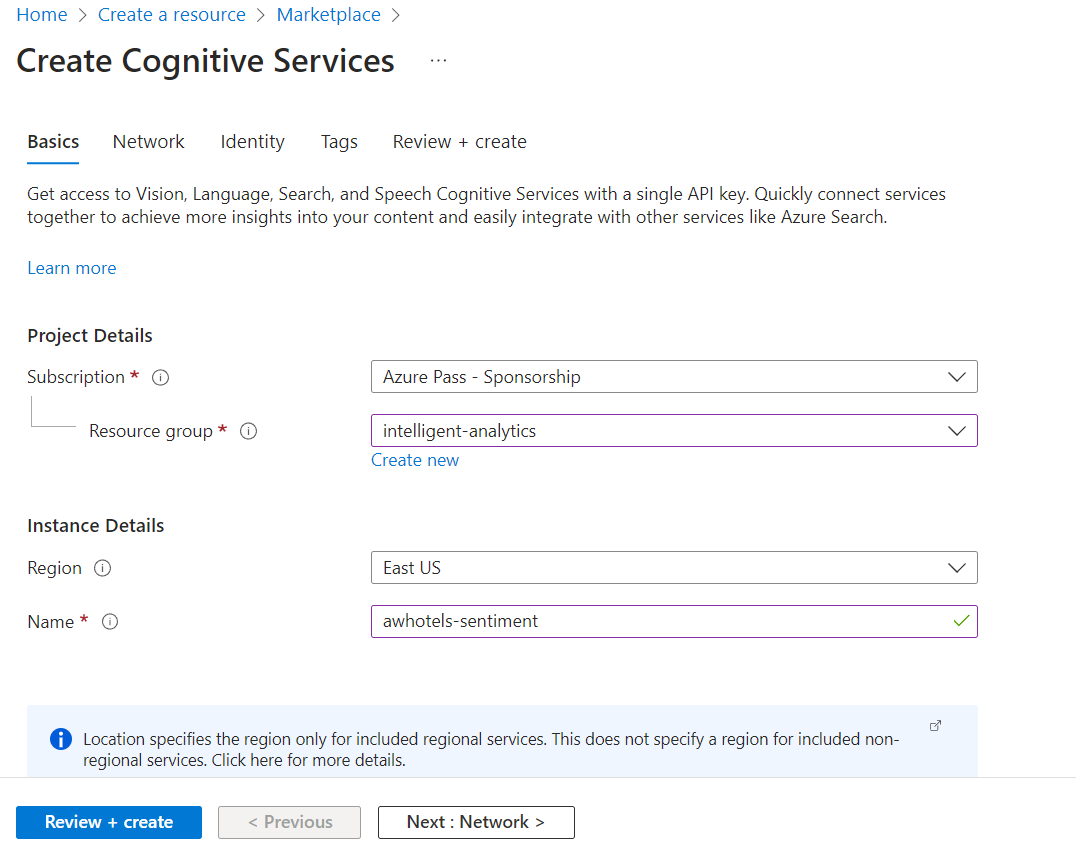 Home > Create a resource > Marketplace >
Create Cognitive Services ...
Basics Network Identity Tags Review + create
Get access to Vision, Language, Search, and Speech Cognitive Services with a single API key. Quickly connect services
together to achieve more insights into your content and easily integrate with other services like Azure Search.
Learn more
Project Details
Subscription * Azure Pass - Sponsorship
Resource group * intelligent-analytics
Create new
Instance Details
Region East US
Name * awhotels-sentiment
Location specifies the region only for included regional services. This does not specify a region for included non-
regional services. Click here for more details.
Review + create < Previous Next : Network >